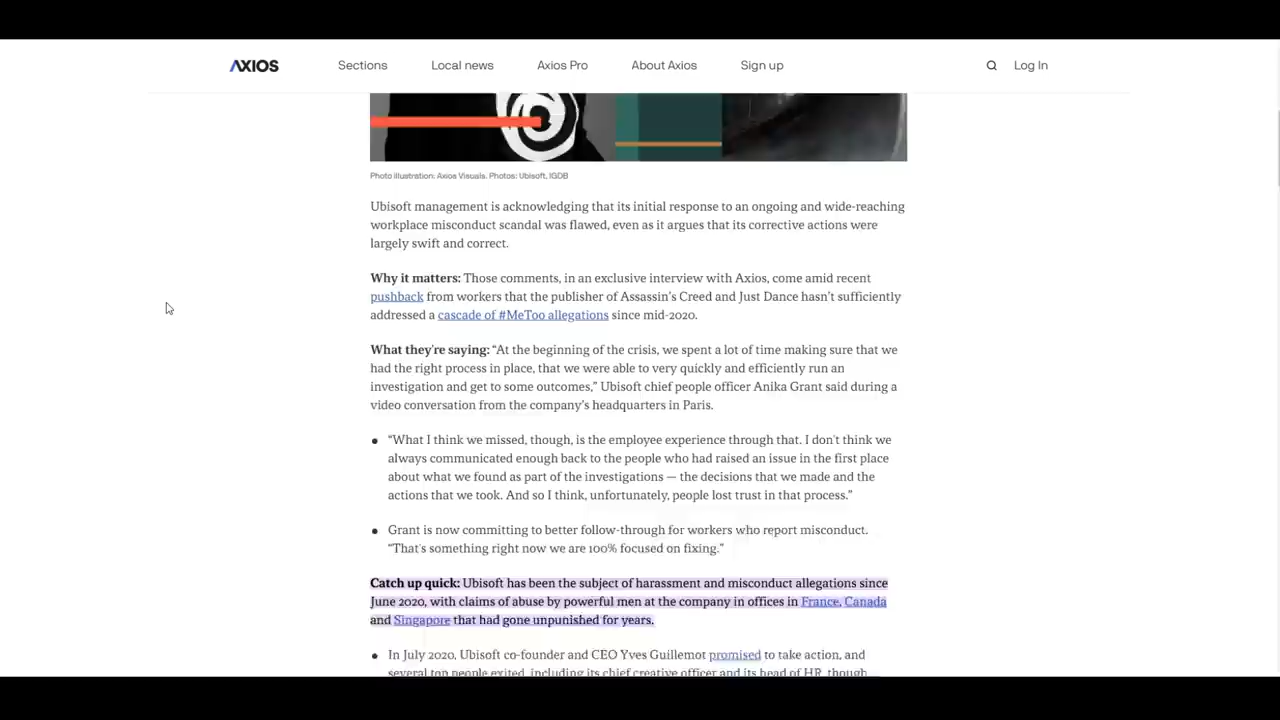 AXIOS
Sections
Local news
Axios Pro
About Axios
Sign up
Log In
Photo Illustration: Axios Visuals. Photos: Ubisoft, IGDB
Ubisoft management is acknowledging that its initial response to an ongoing and wide-reaching
workplace misconduct scandal was flawed, even as it argues that its corrective actions were
largely swift and correct.
Why it matters: Those comments, in an exclusive interview with Axios, come amid recent
pushback from workers that the publisher of Assassin's Creed and Just Dance hasn't sufficiently
addressed a cascade of #MeToo allegations since mid-2020.
What they're saying: “At the beginning of the crisis, we spent a lot of time making sure that we
had the right process in place, that we were able to very quickly and efficiently run an
investigation and get to some outcomes,” Ubisoft chief people officer Anika Grant said during a
video conversation from the company's headquarters in Paris.
“What I think we missed, though, is the employee experience through that. I don't think we
always communicated enough back to the people who had raised an issue in the first place
about what we found as part of the investigations — the decisions that we made and the
actions that we took. And so I think, unfortunately, people lost trust in that process.”
Grant is now committing to better follow-through for workers who report misconduct.
“That's something right now we are 100% focused on fixing.”
Catch up quick: Ubisoft has been the subject of harassment and misconduct allegations since
June 2020, with claims of abuse by powerful men at the company in offices in France, Canada
and Singapore that had gone unpunished for years.
In July 2020, Ubisoft co-founder and CEO Yves Guillemot promised to take action, and
several top people exited, including its chief creative officer and its head of HR, though